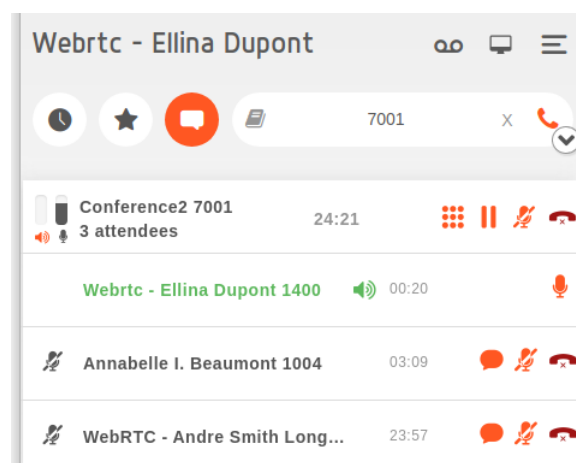 Webrtc - Ellina Dupont
7001 X
Conference2 7001
3 attendees
24:21
Webrtc - Ellina Dupont 1400 00:20
Annabelle I. Beaumont 1004 03:09
WebRTC - Andre Smith Long... 23:57